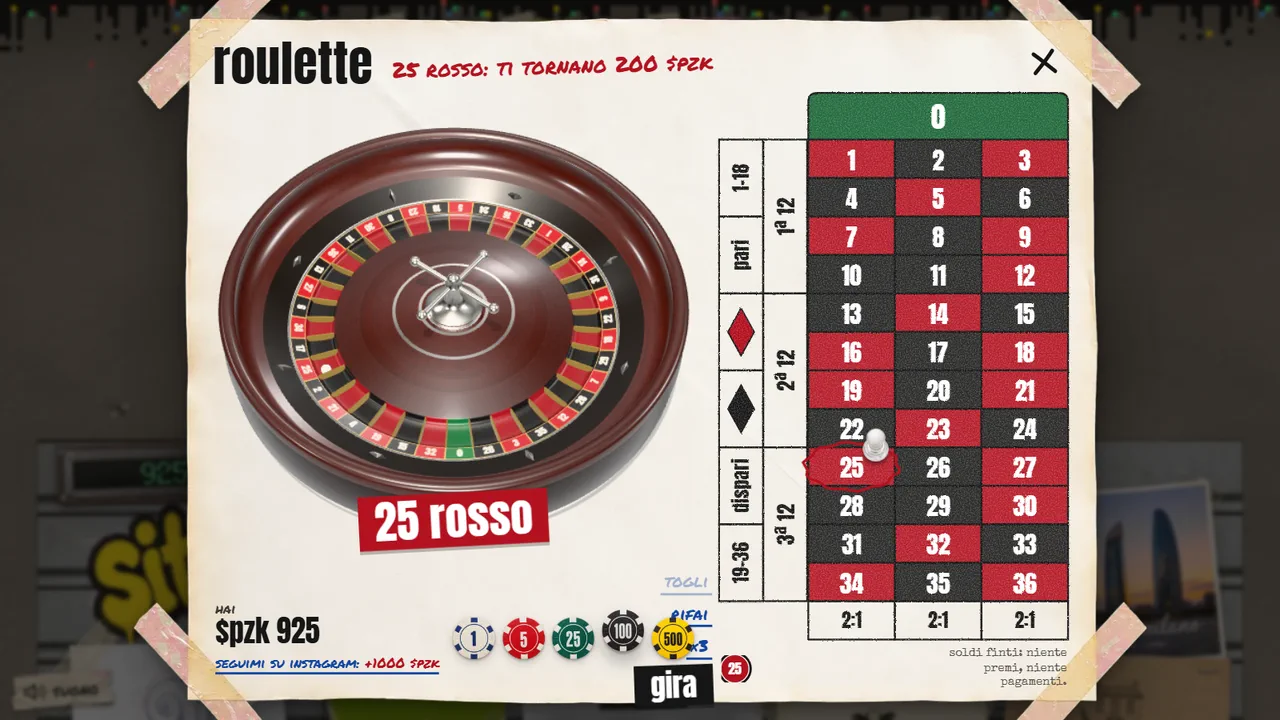 roulette
25 ROSSO: TI TORNANO 200 $PZK
0
1 2 3
4 5 6
7 8 9
10 11 12
13 14 15
16 17 18
19 20 21
22 23 24
25 26 27
28 29 30
31 32 33
34 35 36
2:1 2:1 2:1
1-18
pari
dispari
19-36
1ª 12
2ª 12
3ª 12
25 rosso
TOGLI
RIFAI
x3
HAI
$pzk 925
SEGUIMI SU INSTAGRAM: +1000 $PZK
1 5 25 100 500
gira
25
soldi finti: niente
premi, niente
pagamenti.
925
Sit